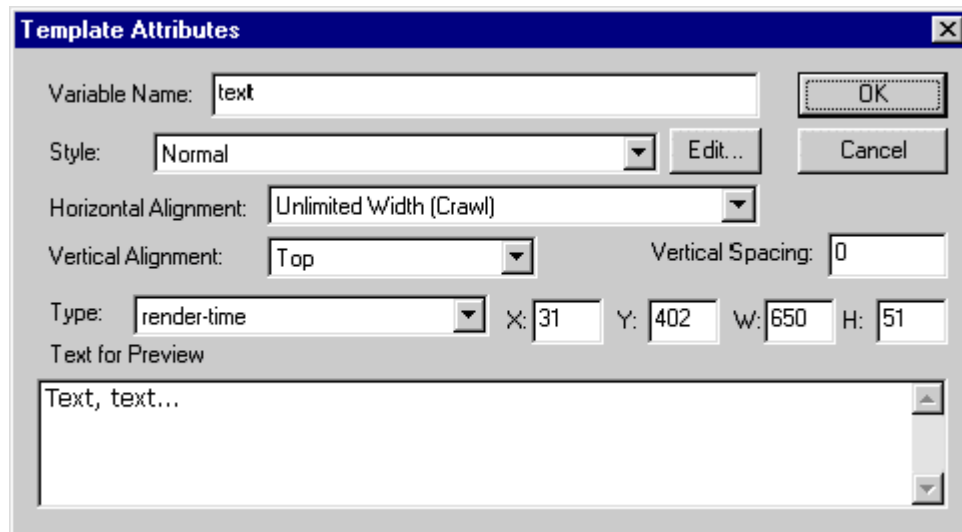 Template Attributes
Variable Name: text OK
Style: Normal Edit... Cancel
Horizontal Alignment: Unlimited Width (Crawl)
Vertical Alignment: Top Vertical Spacing: 0
Type: render-time X: 31 Y: 402 W: 650 H: 51
Text for Preview
Text, text...